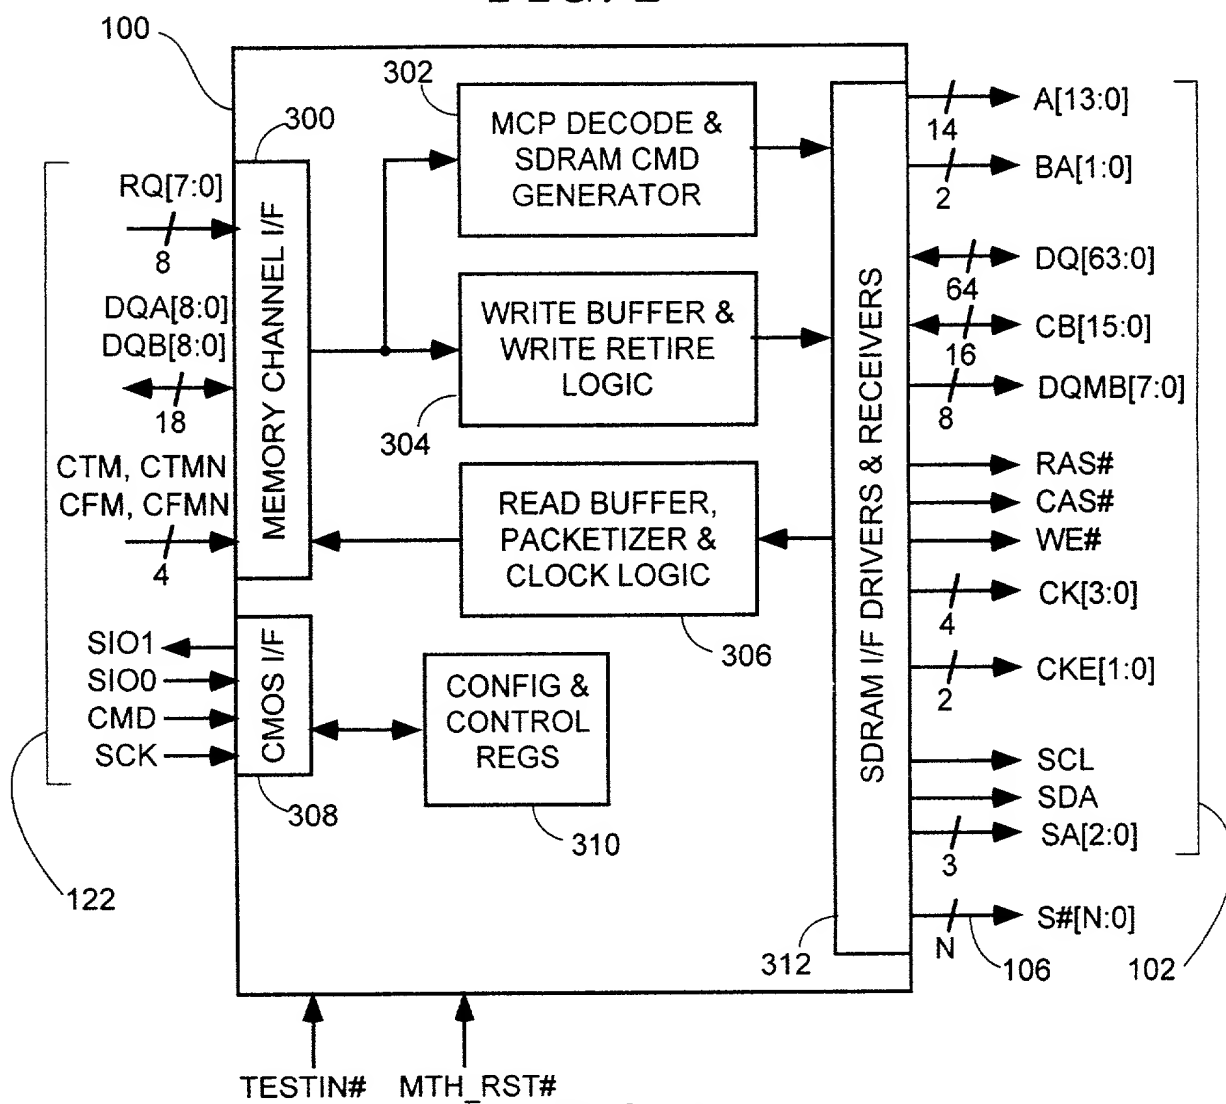 100
302
300
MCP DECODE &
SDRAM CMD
GENERATOR
RQ[7:0]
8
DQA[8:0]
DQB[8:0]
18
CTM, CTMN
CFM, CFMN
4
MEMORY CHANNEL I/F
WRITE BUFFER &
WRITE RETIRE
LOGIC
304
READ BUFFER,
PACKETIZER &
CLOCK LOGIC
306
SIO1
SIO0
CMD
SCK
CMOS I/F
308
CONFIG &
CONTROL
REGS
310
122
SDRAM I/F DRIVERS & RECEIVERS
312
A[13:0]
14
BA[1:0]
2
DQ[63:0]
64
CB[15:0]
16
DQMB[7:0]
8
RAS#
CAS#
WE#
CK[3:0]
4
CKE[1:0]
2
SCL
SDA
SA[2:0]
3
S#[N:0]
N
106
102
TESTIN#
MTH_RST#